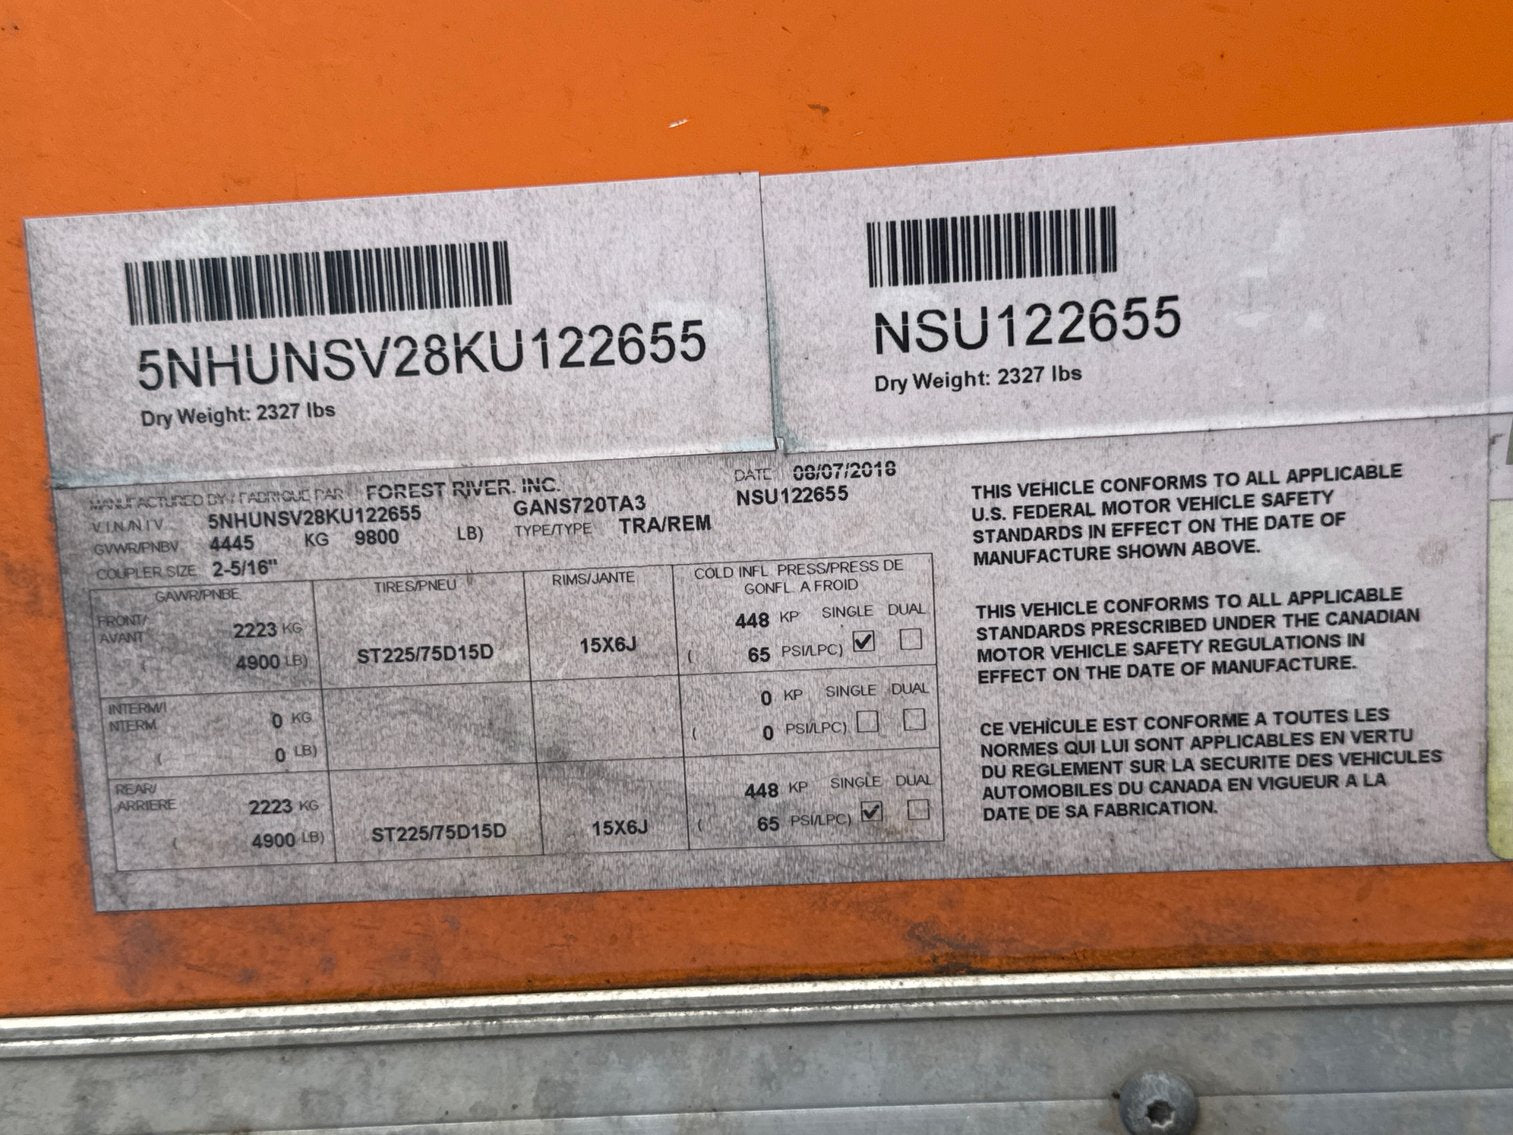 5NHUNSV28KU122655
Dry Weight: 2327 lbs
NSU122655
Dry Weight: 2327 lbs
MANUFACTURED BY / FABRIQUE PAR FOREST RIVER, INC. DATE 08/07/2018
V.I.N./N.I.V. 5NHUNSV28KU122655 GANS720TA3 NSU122655
GVWR/PNBV 4445 KG 9800 LB) TYPE/TYPE TRA/REM
COUPLER SIZE 2-5/16"
GAWR/PNBE TIRES/PNEU RIMS/JANTE COLD INFL. PRESS/PRESS DE
GONFL. A FROID
FRONT/ 2223 KG 448 KP SINGLE DUAL
AVANT
( 4900 LB) ST225/75D15D 15X6J ( 65 PSI/LPC)
INTERM/I 0 KG 0 KP SINGLE DUAL
NTERM
( 0 LB) ( 0 PSI/LPC)
REAR/ 2223 KG 448 KP SINGLE DUAL
ARRIERE
( 4900 LB) ST225/75D15D 15X6J ( 65 PSI/LPC)
THIS VEHICLE CONFORMS TO ALL APPLICABLE
U.S. FEDERAL MOTOR VEHICLE SAFETY
STANDARDS IN EFFECT ON THE DATE OF
MANUFACTURE SHOWN ABOVE.
THIS VEHICLE CONFORMS TO ALL APPLICABLE
STANDARDS PRESCRIBED UNDER THE CANADIAN
MOTOR VEHICLE SAFETY REGULATIONS IN
EFFECT ON THE DATE OF MANUFACTURE.
CE VEHICULE EST CONFORME A TOUTES LES
NORMES QUI LUI SONT APPLICABLES EN VERTU
DU REGLEMENT SUR LA SECURITE DES VEHICULES
AUTOMOBILES DU CANADA EN VIGUEUR A LA
DATE DE SA FABRICATION.